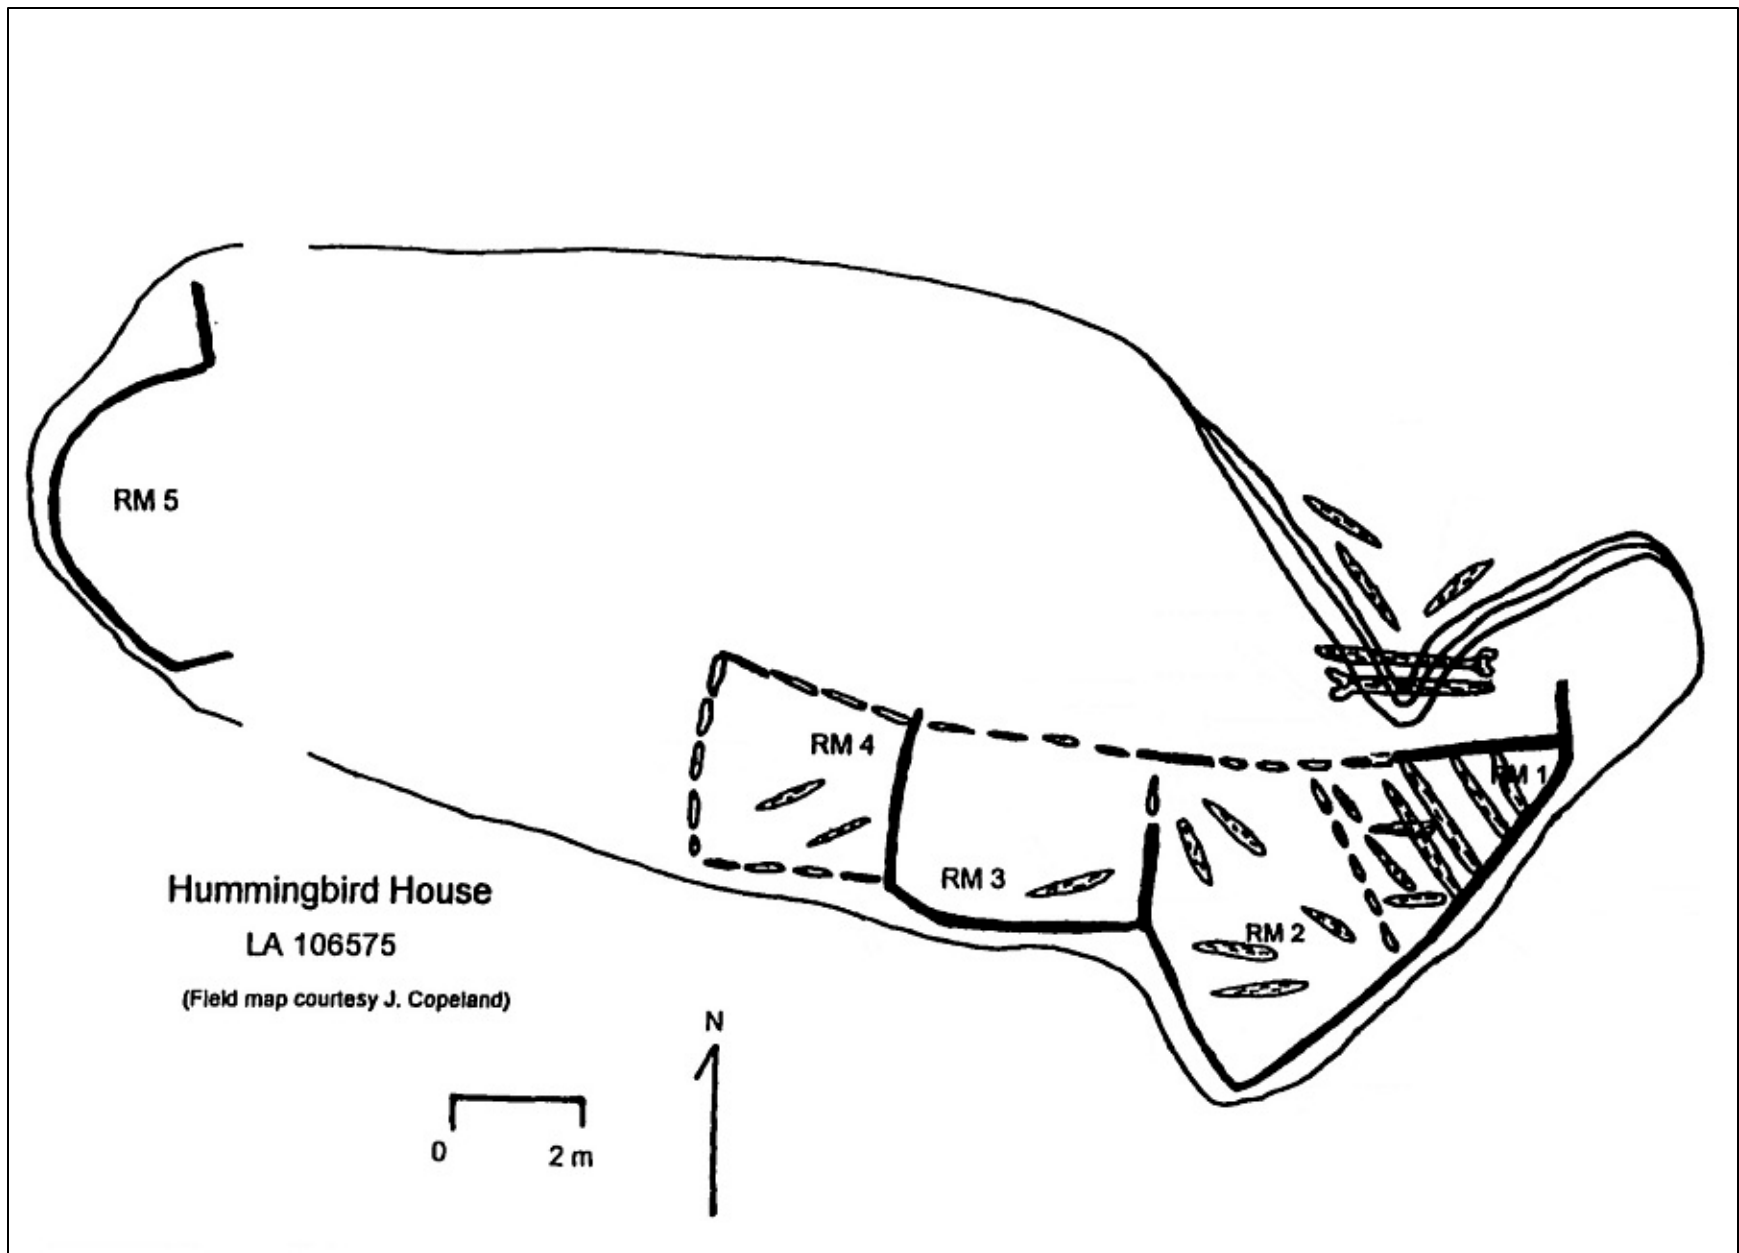 RM 5
RM 4
RM 1
RM 3
RM 2
Hummingbird House
LA 106575
(Field map courtesy J. Copeland)
N
0
2 m